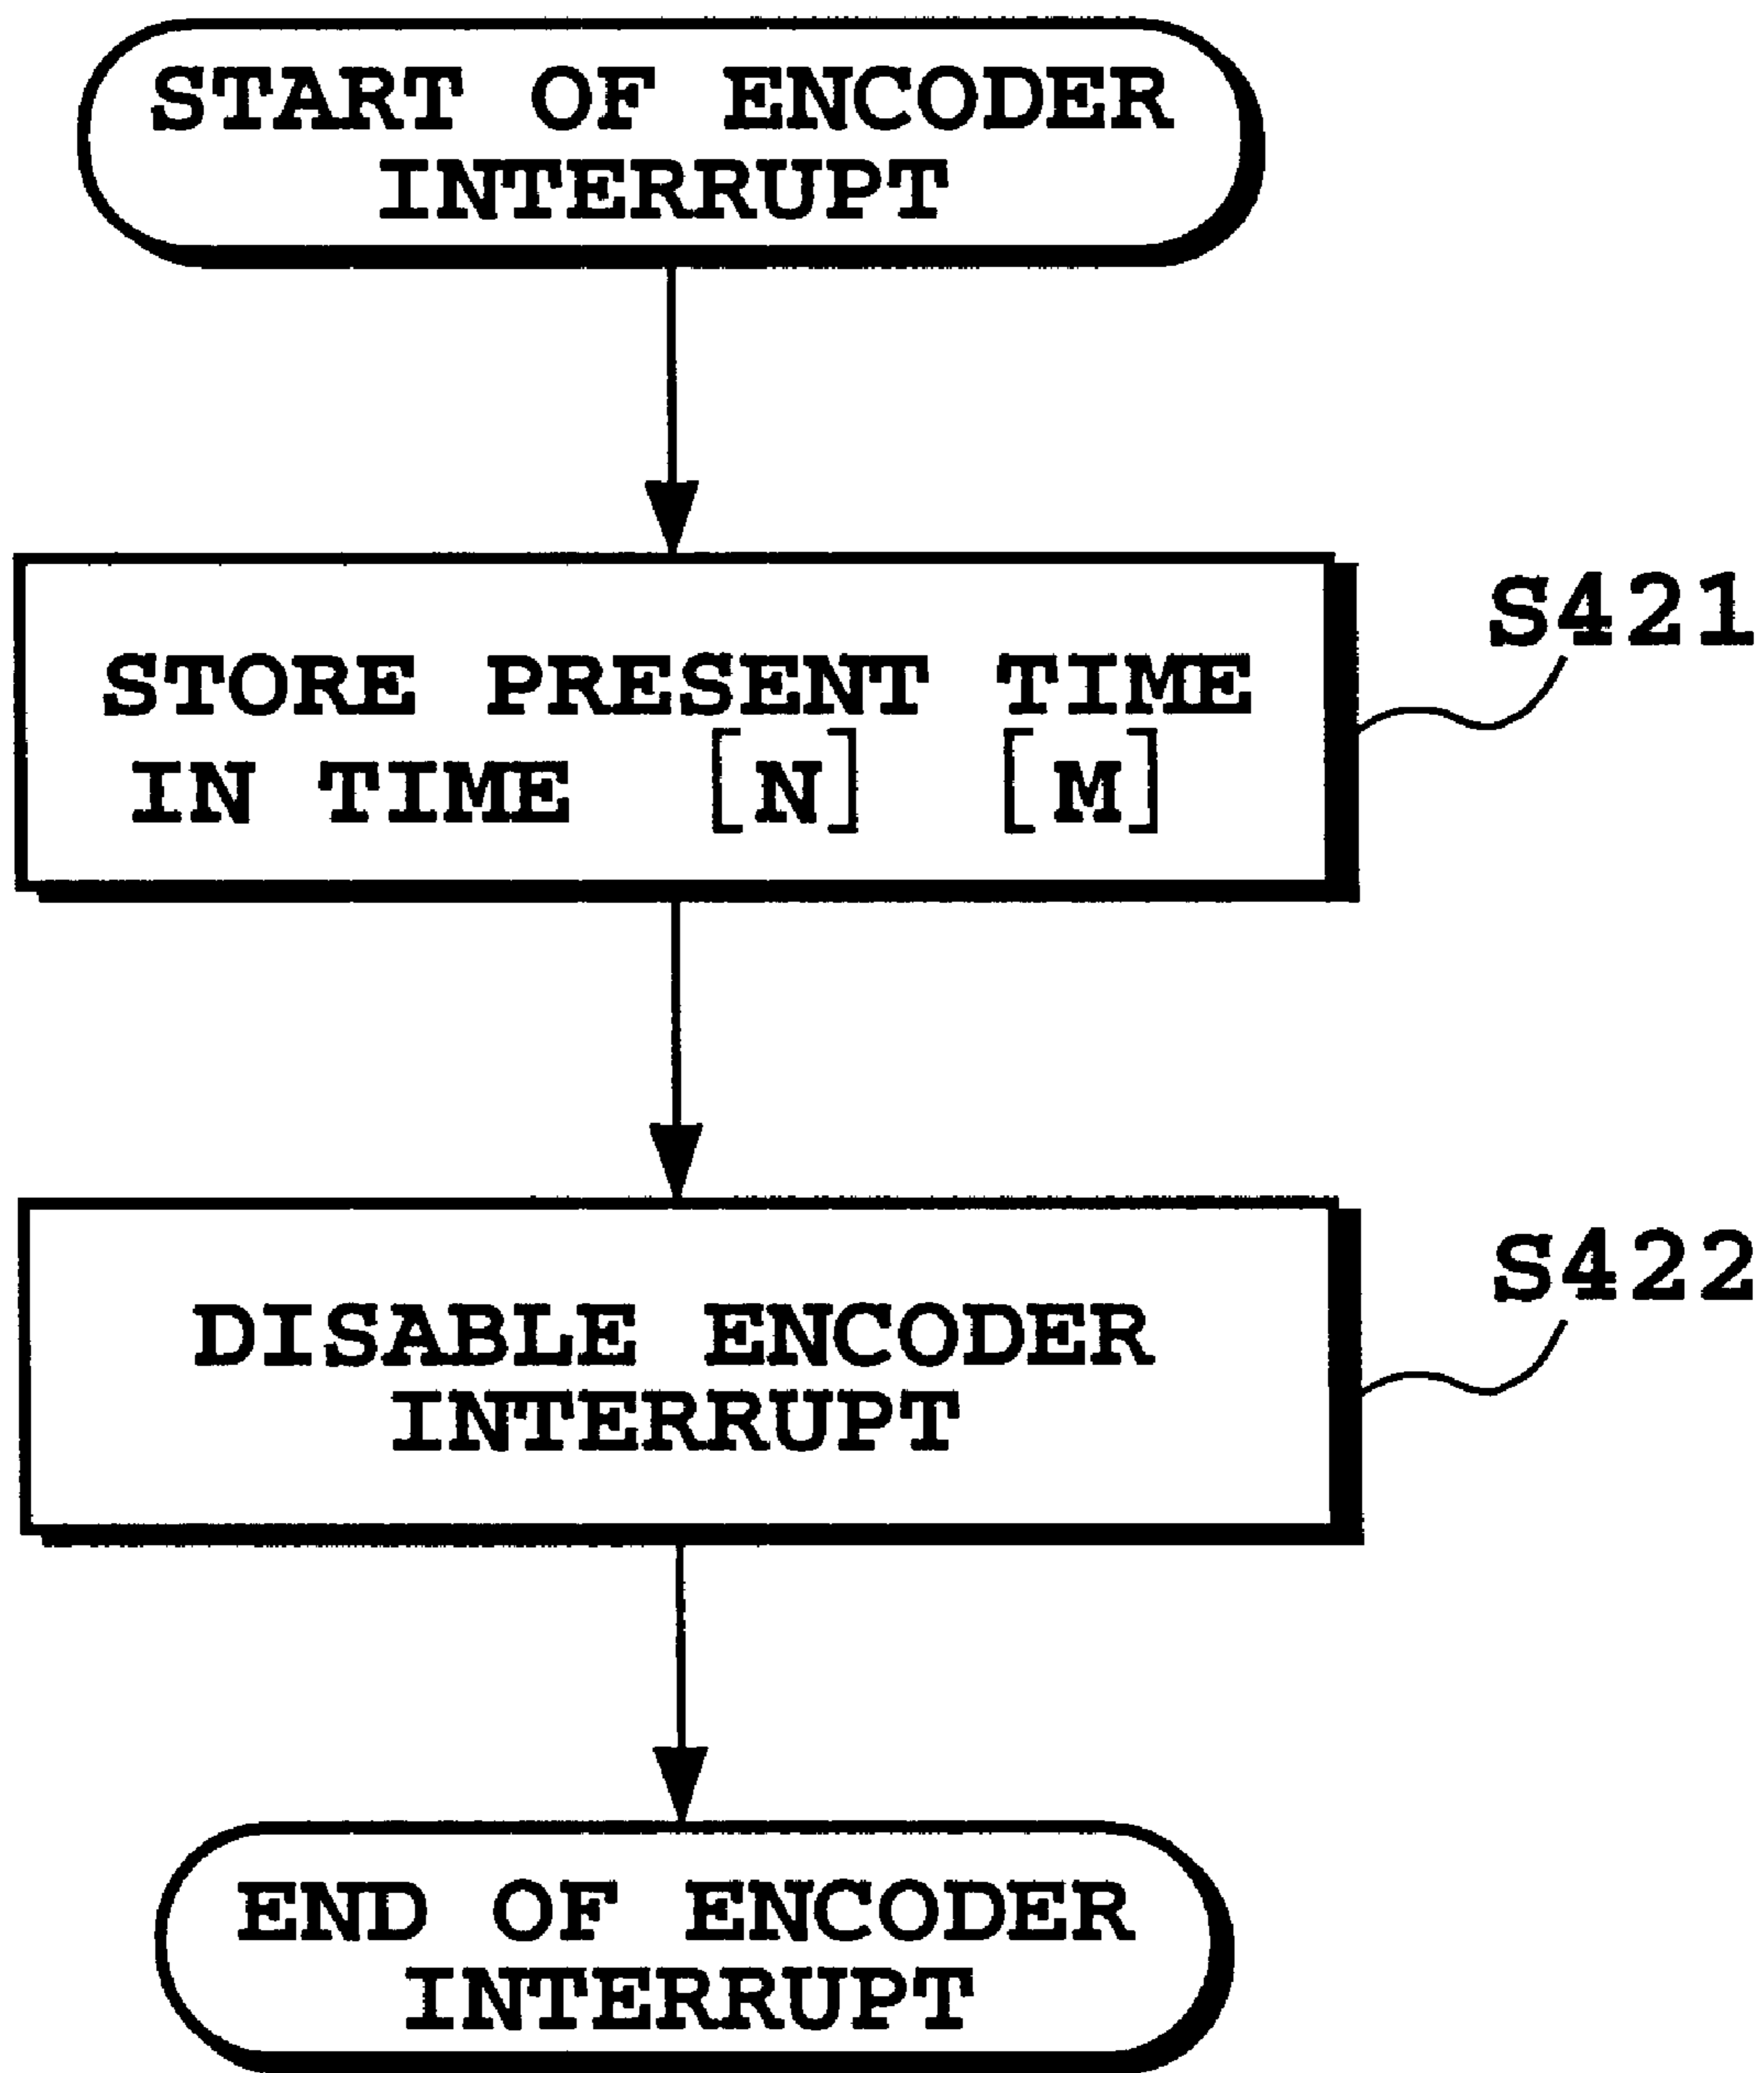 START OF ENCODER
INTERRUPT
S421
STORE PRESENT TIME
IN TIME [N] [M]
S422
DISABLE ENCODER
INTERRUPT
END OF ENCODER
INTERRUPT